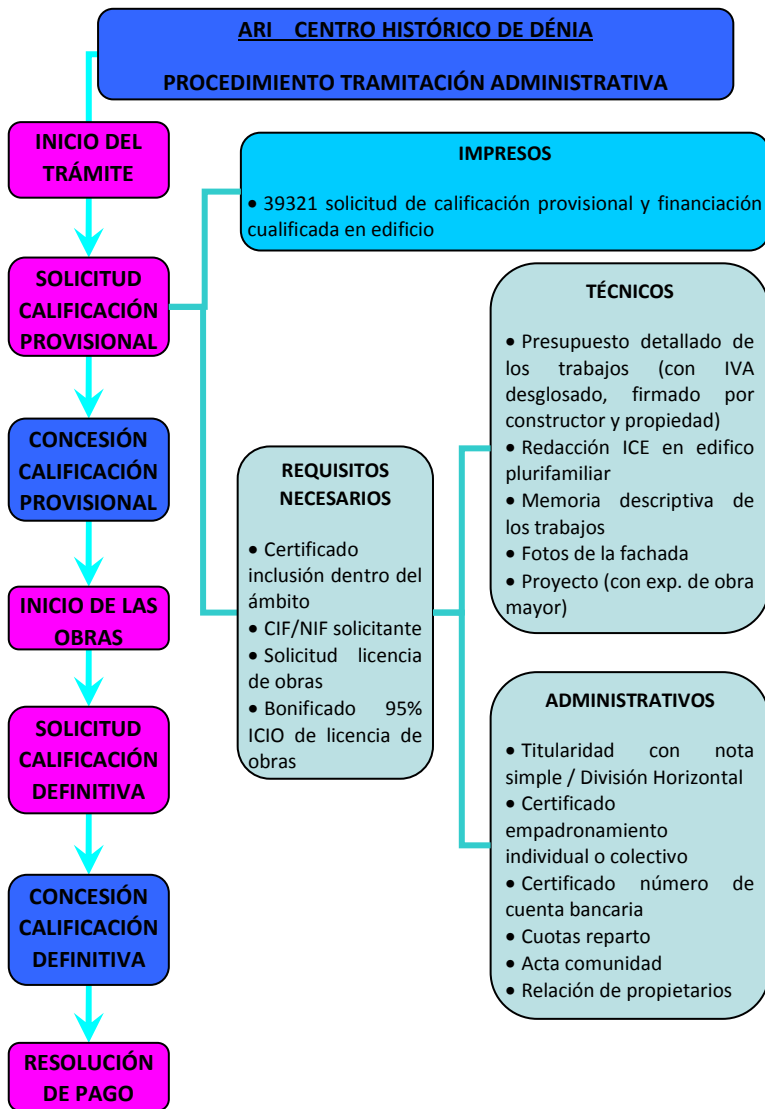 ARI CENTRO HISTÓRICO DE DÉNIA
PROCEDIMIENTO TRAMITACIÓN ADMINISTRATIVA
INICIO DEL
TRÁMITE
SOLICITUD
CALIFICACIÓN
PROVISIONAL
CONCESIÓN
CALIFICACIÓN
PROVISIONAL
INICIO DE LAS
OBRAS
SOLICITUD
CALIFICACIÓN
DEFINITIVA
CONCESIÓN
CALIFICACIÓN
DEFINITIVA
RESOLUCIÓN
DE PAGO
IMPRESOS
• 39321 solicitud de calificación provisional y financiación
cualificada en edificio
REQUISITOS
NECESARIOS
• Certificado
inclusión dentro del
ámbito
• CIF/NIF solicitante
• Solicitud licencia
de obras
• Bonificado 95%
ICIO de licencia de
obras
TÉCNICOS
• Presupuesto detallado de
los trabajos (con IVA
desglosado, firmado por
constructor y propiedad)
• Redacción ICE en edifico
plurifamiliar
• Memoria descriptiva de
los trabajos
• Fotos de la fachada
• Proyecto (con exp. de obra
mayor)
ADMINISTRATIVOS
• Titularidad con nota
simple / División Horizontal
• Certificado
empadronamiento
individual o colectivo
• Certificado número de
cuenta bancaria
• Cuotas reparto
• Acta comunidad
• Relación de propietarios